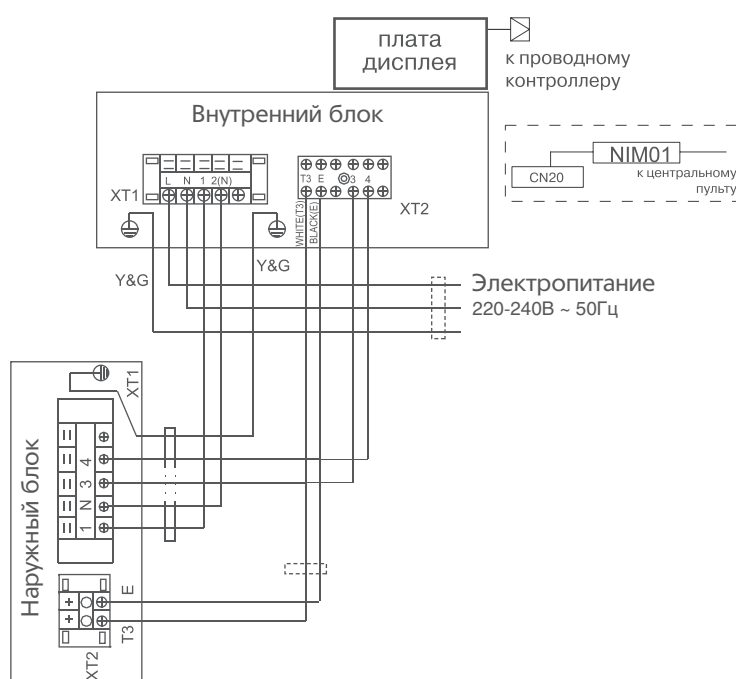 плата
дисплея
к проводному
контроллеру
Внутренний блок
NIM01
CN20
к центральному
пульту
L N 1 2(N)
XT1
T3 E 3 4
XT2
WHITE(T3)
BLACK(E)
Y&G
Y&G
Электропитание
220-240В ~ 50Гц
XT1
Наружный блок
4
3
N
1
E
T3
XT2